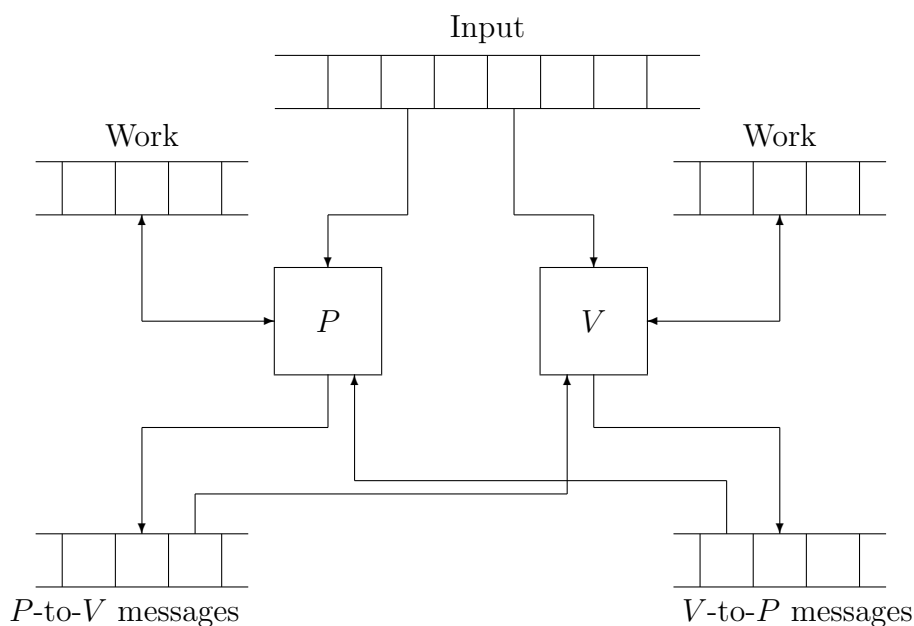 Input
Work
Work
P
V
P-to-V messages
V-to-P messages